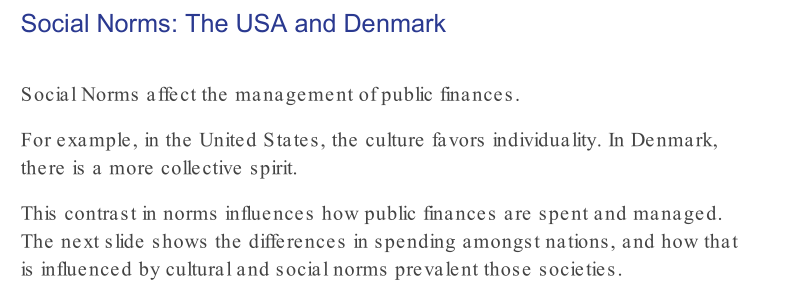 Social Norms: The USA and Denmark
Social Norms affect the management of public finances.
For example, in the United States, the culture favors individuality. In Denmark,
there is a more collective spirit.
This contrast in norms influences how public finances are spent and managed.
The next slide shows the differences in spending amongst nations, and how that
is influenced by cultural and social norms prevalent those societies.